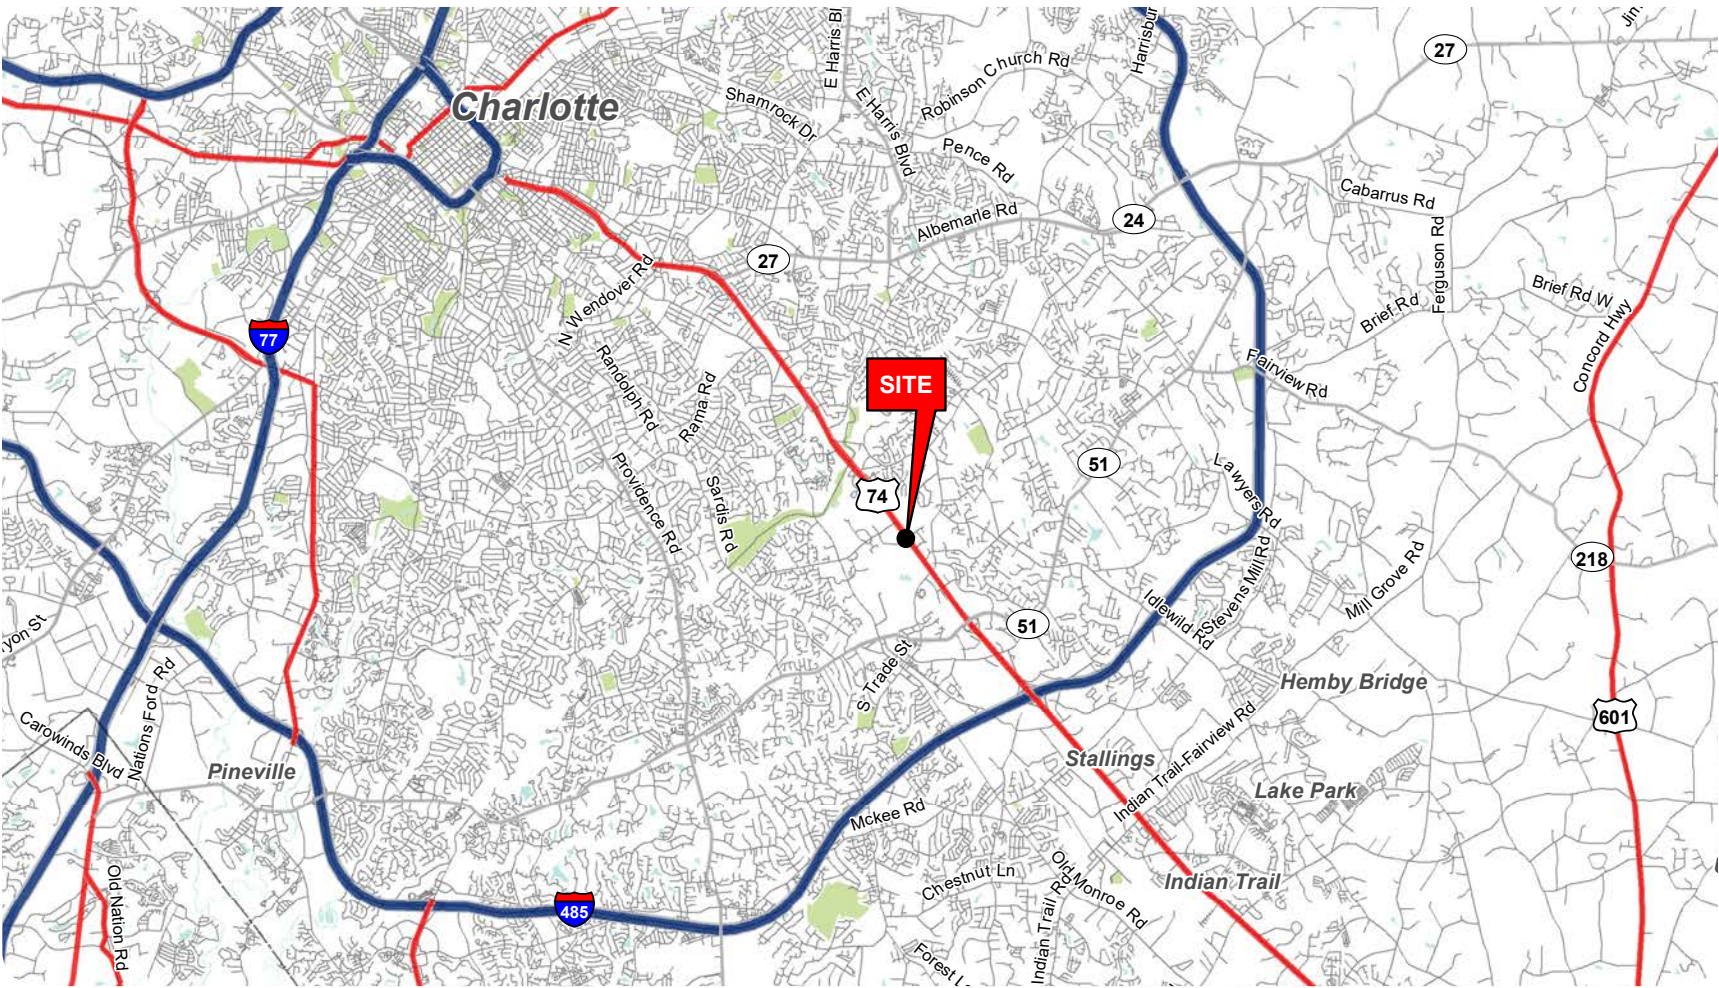 E Harris Bl
Harrisbur
27
Robinson Church Rd
Charlotte
Shamrock Dr
E Harris Blvd
Pence Rd
Cabarrus Rd
24
Albemarle Rd
Ferguson Rd
27
N Wendover Rd
Brief Rd W
Brief Rd
77
Concord Hwy
Fairview Rd
SITE
Randolph Rd
Rama Rd
51
Lawyers Rd
74
Providence Rd
Sardis Rd
218
Stevens Mill Rd
Mill Grove Rd
Idlewild Rd
51
yon St
S Trade St
Hemby Bridge
Nations Ford Rd
601
Carowinds Blvd
Pineville
Stallings
Indian Trail-Fairview Rd
Lake Park
Mckee Rd
Old Nation Rd
Chestnut Ln
Old Monroe Rd
Indian Trail
485
Indian Trail Rd